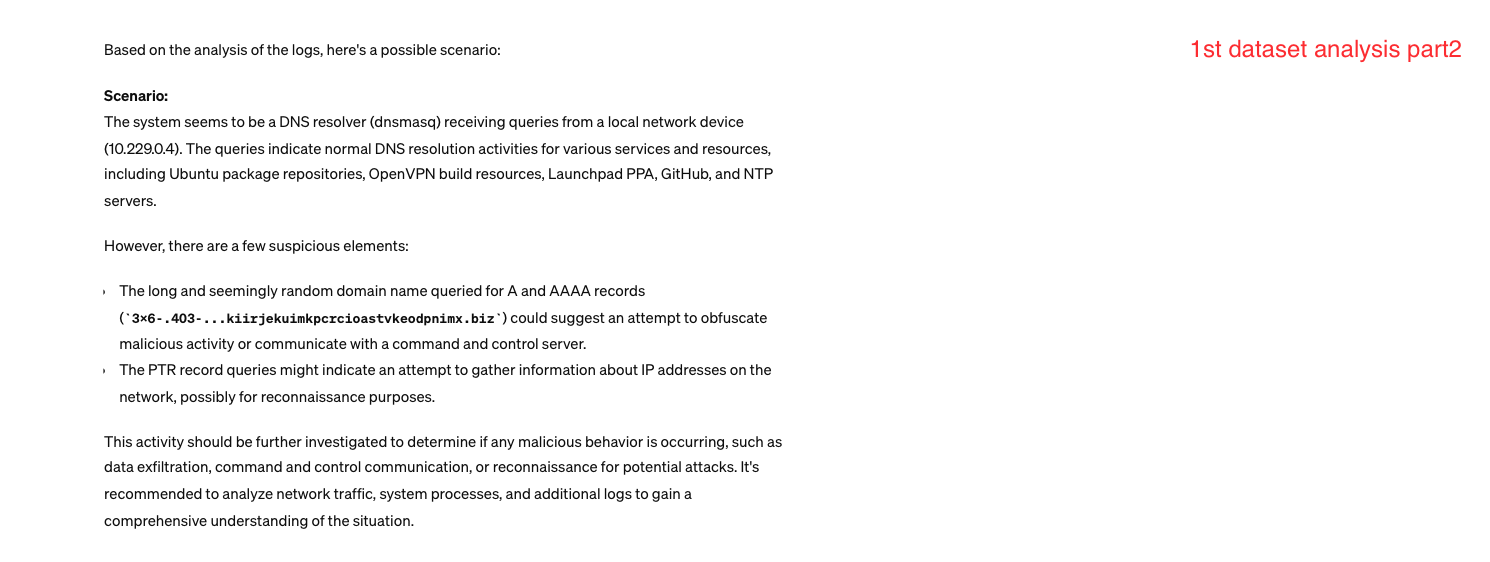 Based on the analysis of the logs, here's a possible scenario:
1st dataset analysis part2
Scenario:
The system seems to be a DNS resolver (dnsmasq) receiving queries from a local network device
(10.229.0.4). The queries indicate normal DNS resolution activities for various services and resources,
including Ubuntu package repositories, OpenVPN build resources, Launchpad PPA, GitHub, and NTP
servers.
However, there are a few suspicious elements:
The long and seemingly random domain name queried for A and AAAA records
(`3x6-.403-...kiirjekuimkpcrcioastvkeodpnimx.biz`) could suggest an attempt to obfuscate
malicious activity or communicate with a command and control server.
The PTR record queries might indicate an attempt to gather information about IP addresses on the
network, possibly for reconnaissance purposes.
This activity should be further investigated to determine if any malicious behavior is occurring, such as
data exfiltration, command and control communication, or reconnaissance for potential attacks. It's
recommended to analyze network traffic, system processes, and additional logs to gain a
comprehensive understanding of the situation.